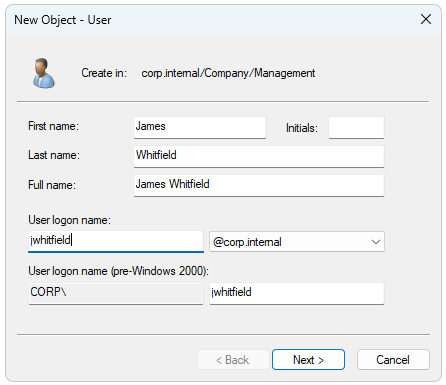 New Object - User
Create in: corp.internal/Company/Management
First name: James Initials:
Last name: Whitfield
Full name: James Whitfield
User logon name:
jwhitfield @corp.internal
User logon name (pre-Windows 2000):
CORP\ jwhitfield
< Back Next > Cancel